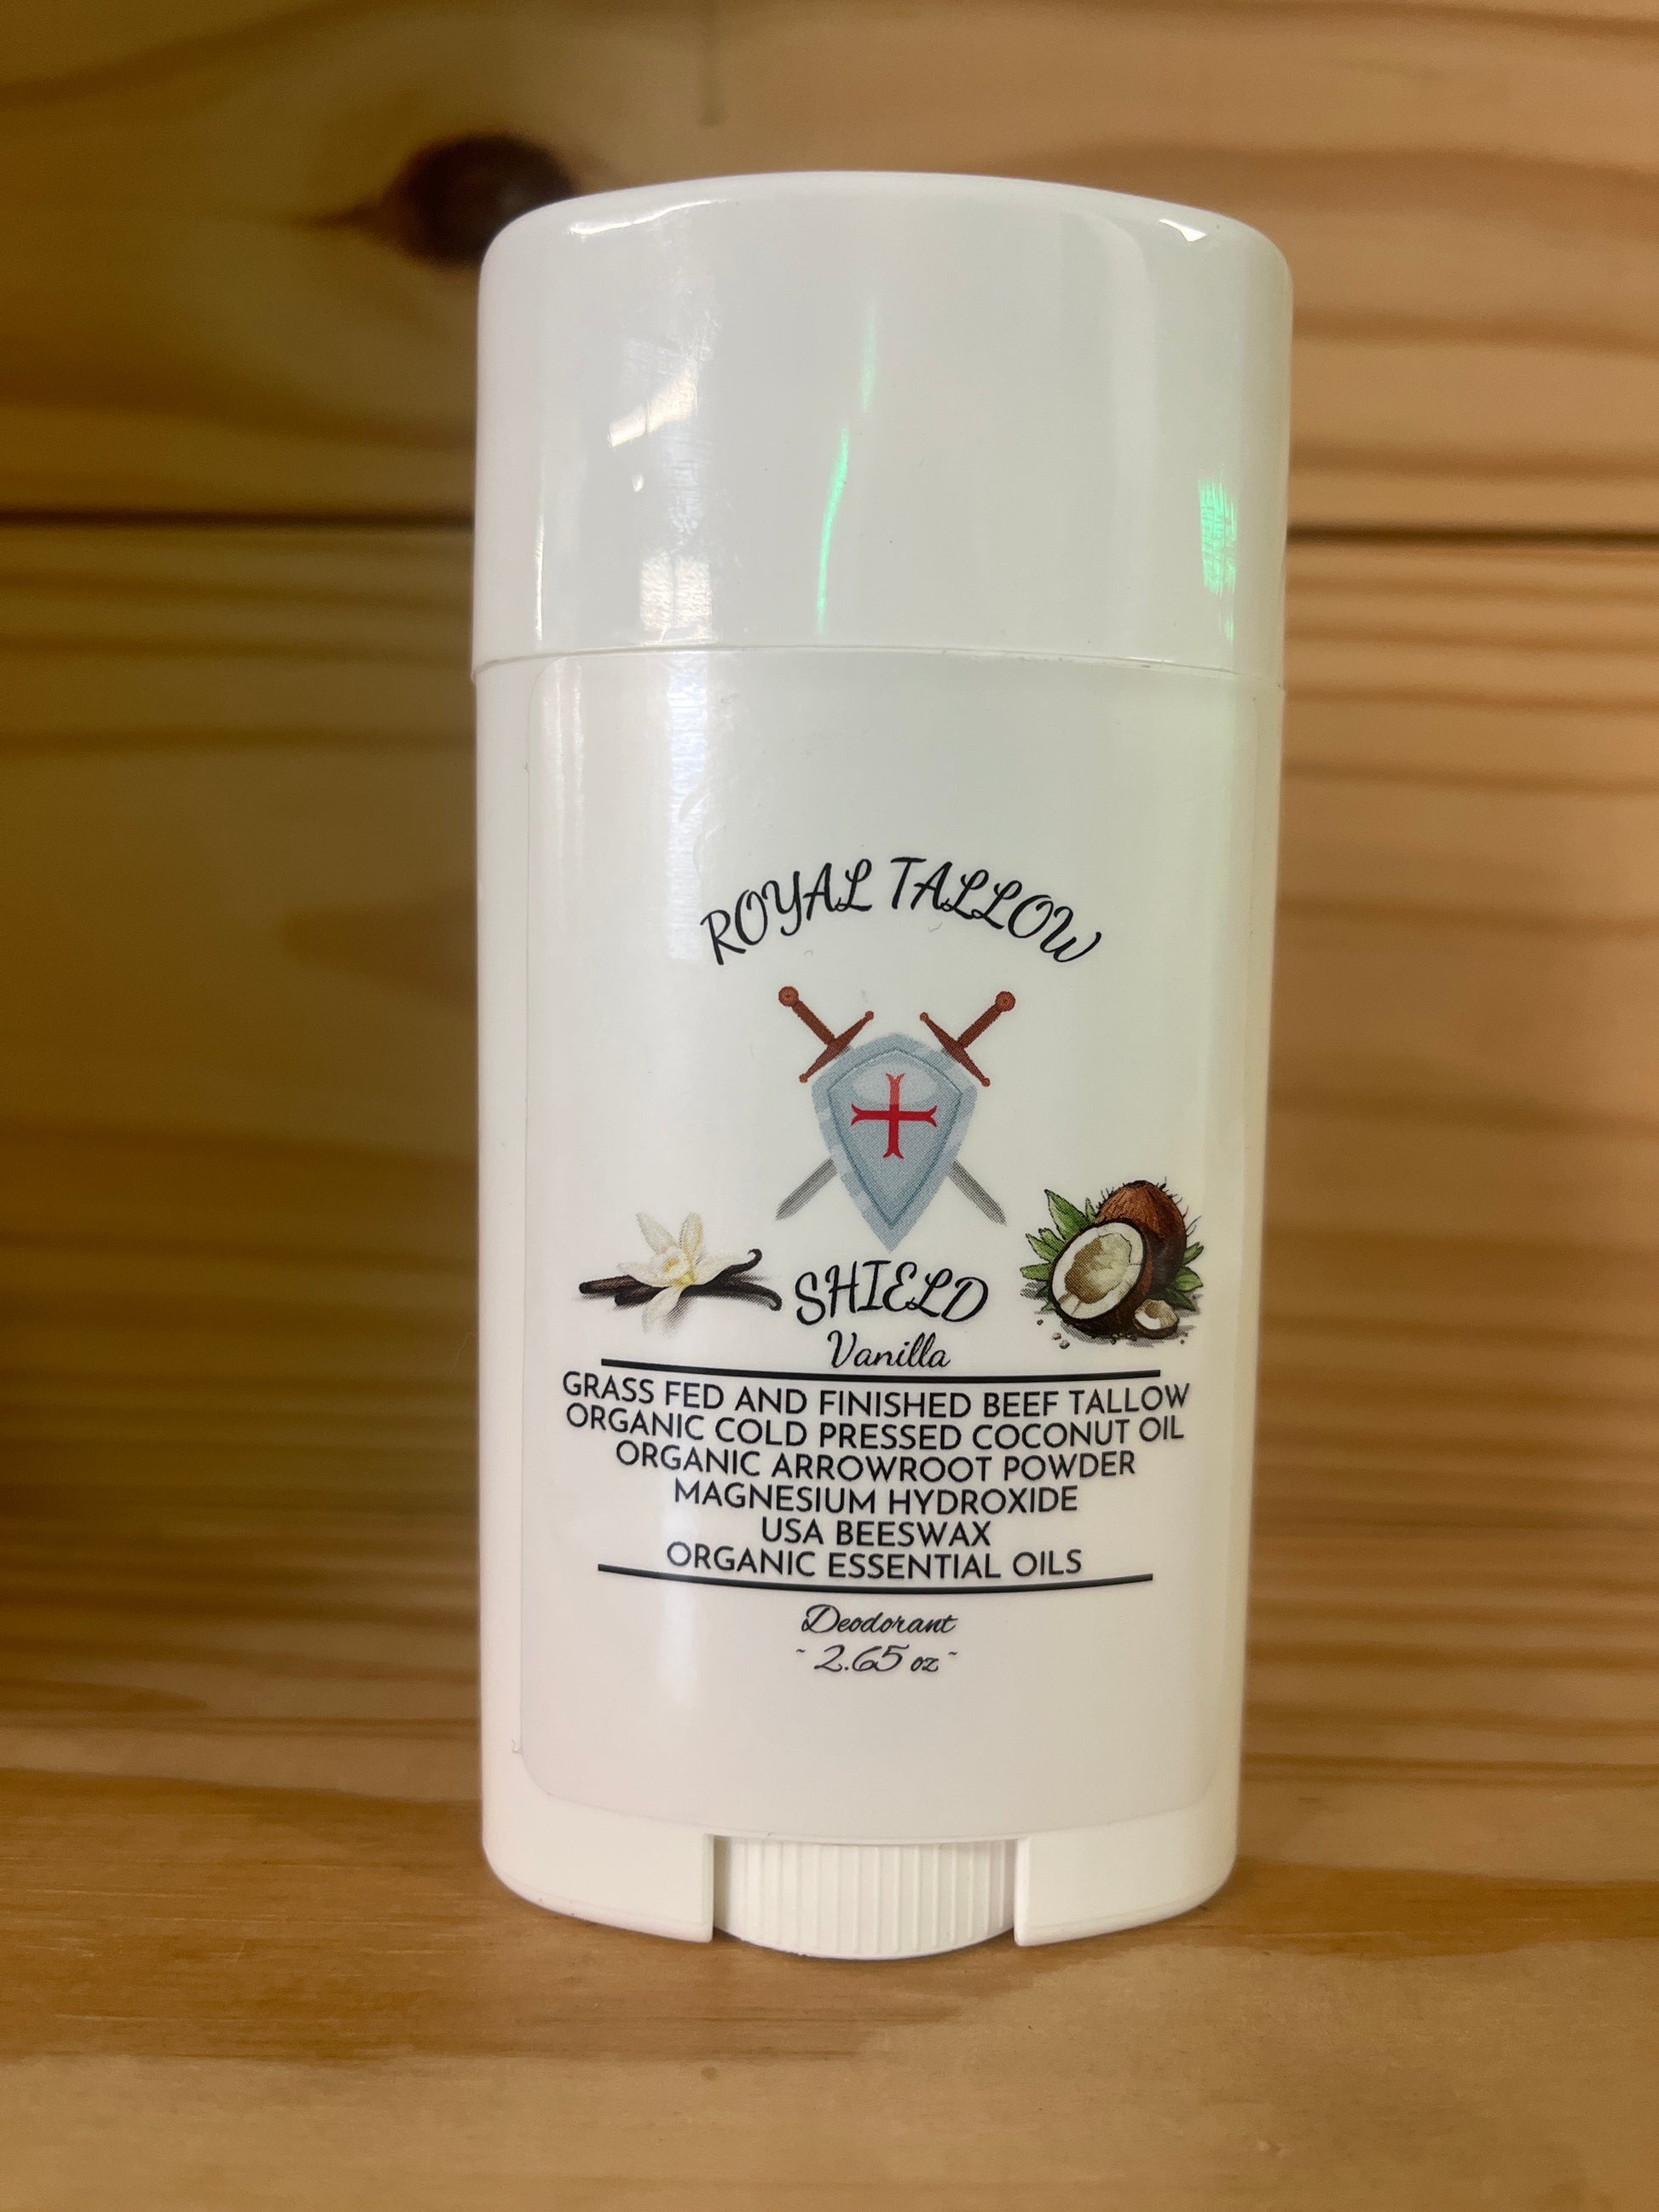 ROYAL TALLOW
SHIELD
Vanilla
GRASS FED AND FINISHED BEEF TALLOW
ORGANIC COLD PRESSED COCONUT OIL
ORGANIC ARROWROOT POWDER
MAGNESIUM HYDROXIDE
USA BEESWAX
ORGANIC ESSENTIAL OILS
Deodorant
~ 2.65 oz ~